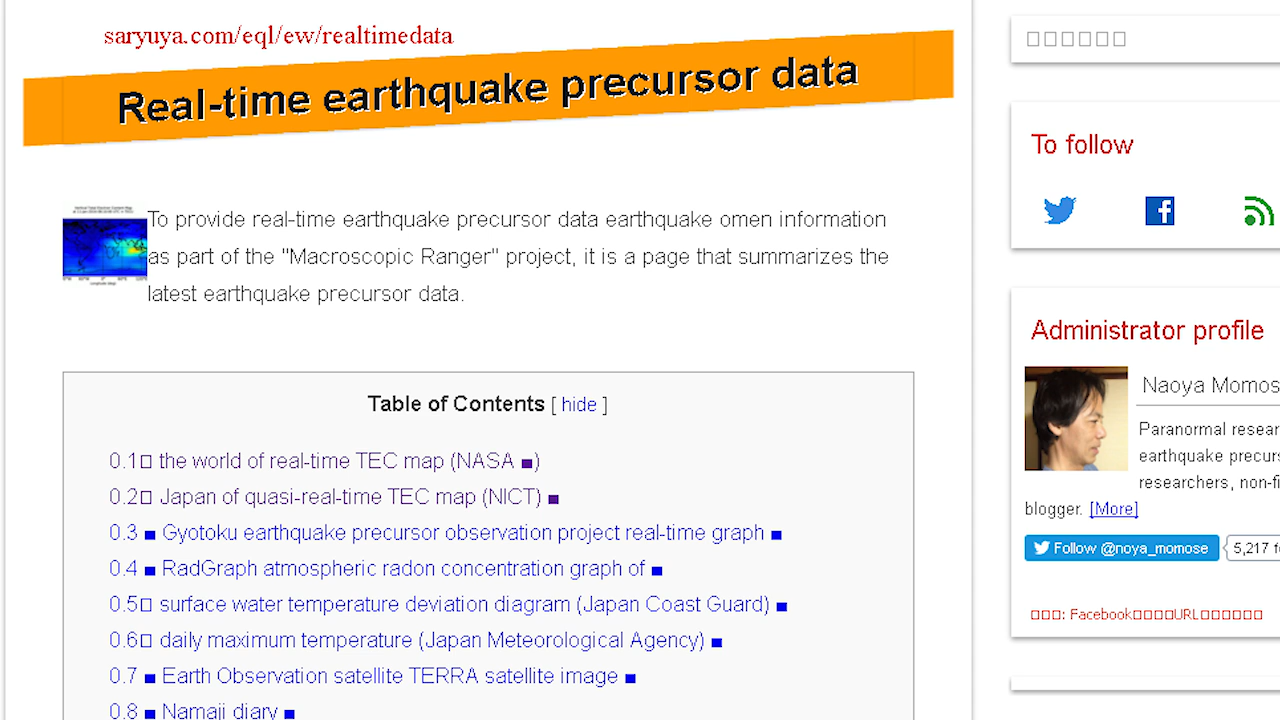 saryuya.com/eql/ew/realtimedata
Real-time earthquake precursor data
To provide real-time earthquake precursor data earthquake omen information
as part of the "Macroscopic Ranger" project, it is a page that summarizes the
latest earthquake precursor data.
Table of Contents [ hide ]
0.1□ the world of real-time TEC map (NASA ■)
0.2□ Japan of quasi-real-time TEC map (NICT) ■
0.3 ■ Gyotoku earthquake precursor observation project real-time graph ■
0.4 ■ RadGraph atmospheric radon concentration graph of ■
0.5□ surface water temperature deviation diagram (Japan Coast Guard) ■
0.6□ daily maximum temperature (Japan Meteorological Agency) ■
0.7 ■ Earth Observation satellite TERRA satellite image ■
0.8 ■ Namaji diary ■
□□□□□□
To follow
Administrator profile
Naoya Momos
Paranormal resear
earthquake precurs
researchers, non-fi
blogger. [More]
Follow @noya_momose
5,217 f
□□□: Facebook□□□□URL□□□□□□